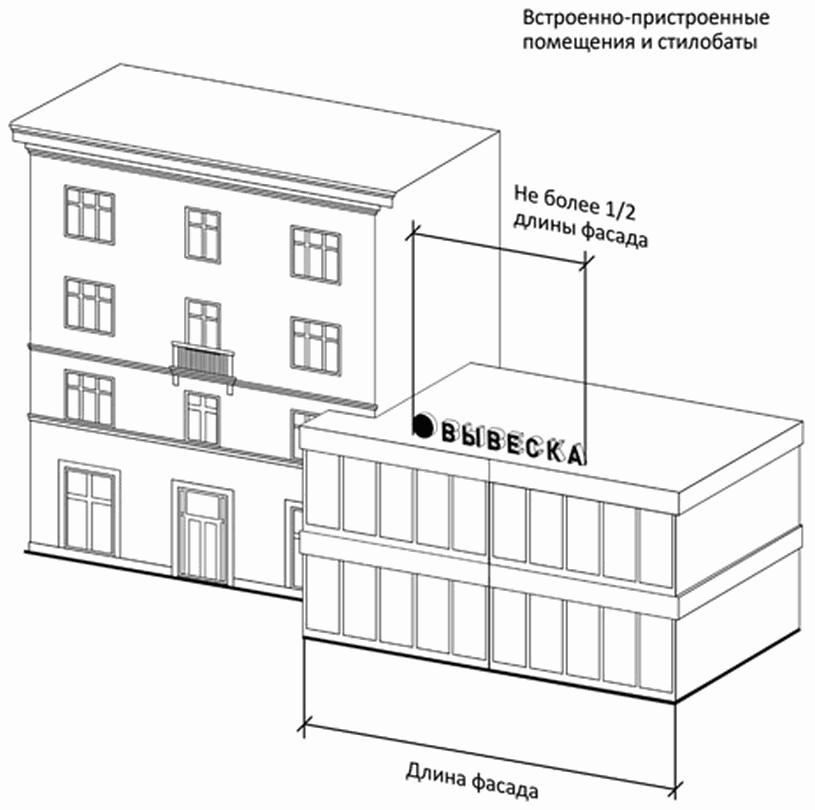 Встроенно-пристроенные
помещения и стилобаты
Не более 1/2
длины фасада
ВЫВЕСКА
Длина фасада